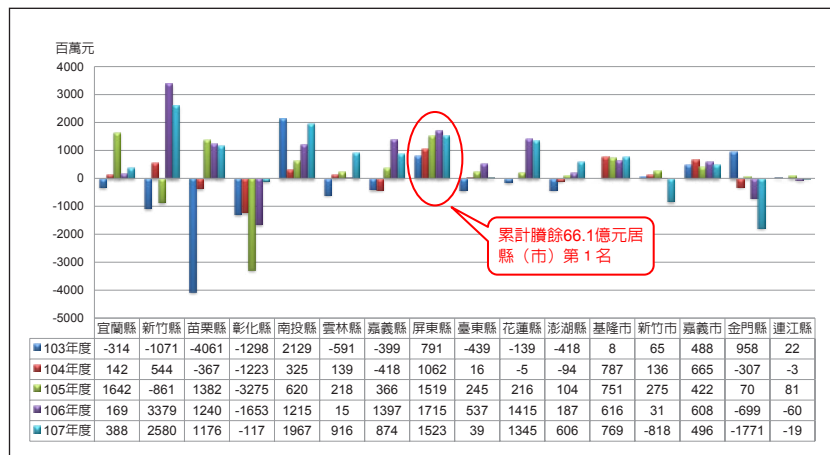 百萬元
4000
3000
2000
1000
0
-1000
-2000
-3000
-4000
-5000
累計賸餘66.1億元居
縣（市）第 1 名
宜蘭縣 新竹縣 苗栗縣 彰化縣 南投縣 雲林縣 嘉義縣 屏東縣 臺東縣 花蓮縣 澎湖縣 基隆市 新竹市 嘉義市 金門縣 連江縣
103年度 -314 -1071 -4061 -1298 2129 -591 -399 791 -439 -139 -418 8 65 488 958 22
104年度 142 544 -367 -1223 325 139 -418 1062 16 -5 -94 787 136 665 -307 -3
105年度 1642 -861 1382 -3275 620 218 366 1519 245 216 104 751 275 422 70 81
106年度 169 3379 1240 -1653 1215 15 1397 1715 537 1415 187 616 31 608 -699 -60
107年度 388 2580 1176 -117 1967 916 874 1523 39 1345 606 769 -818 496 -1771 -19